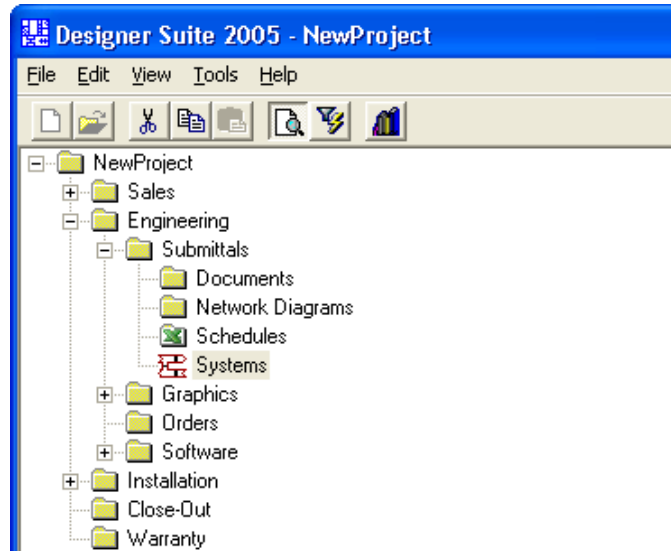 Designer Suite 2005 - NewProject
File Edit View Tools Help
NewProject
Sales
Engineering
Submittals
Documents
Network Diagrams
Schedules
Systems
Graphics
Orders
Software
Installation
Close-Out
Warranty